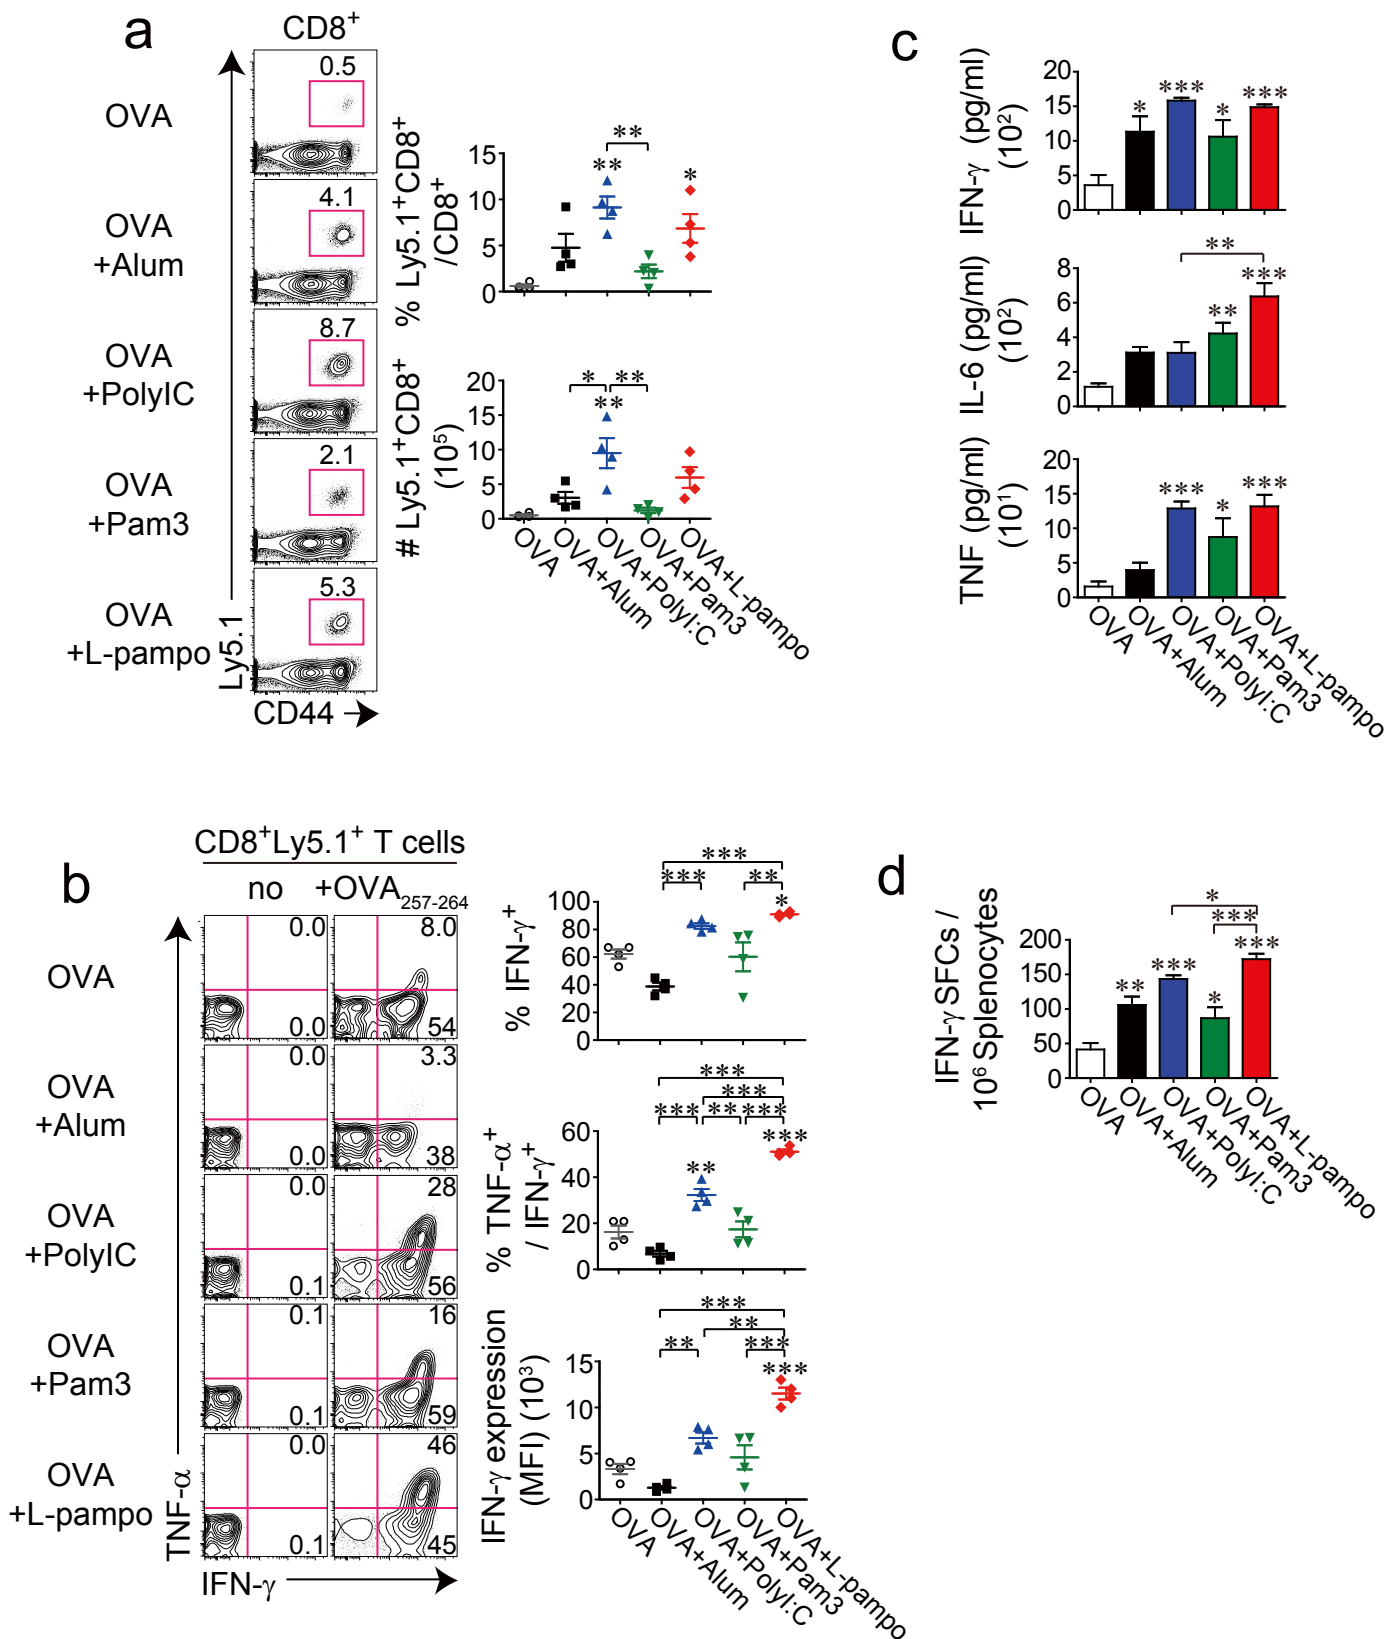 a
CD8⁺
OVA
0.5
OVA
+Alum
4.1
OVA
+PolyIC
8.7
OVA
+Pam3
2.1
OVA
+L-pampo
5.3
Ly5.1
CD44
% Ly5.1⁺CD8⁺
/CD8⁺
15
10
5
0
**
**
*
# Ly5.1⁺CD8⁺
(10⁵)
20
15
10
5
0
*
**
**
OVA
OVA+Alum
OVA+PolyI:C
OVA+Pam3
OVA+L-pampo
c
IFN-γ (pg/ml)
(10²)
20
15
10
5
0
*
***
*
***
IL-6 (pg/ml)
(10²)
8
6
4
2
0
**
**
***
TNF (pg/ml)
(10¹)
20
15
10
5
0
***
*
***
OVA
OVA+Alum
OVA+PolyI:C
OVA+Pam3
OVA+L-pampo
b
CD8⁺Ly5.1⁺ T cells
no
+OVA₂₅₇₋₂₆₄
OVA
0.0
0.0
8.0
54
OVA
+Alum
0.0
0.0
3.3
38
OVA
+PolyIC
0.0
0.1
28
56
OVA
+Pam3
0.1
0.1
16
59
OVA
+L-pampo
0.0
0.1
46
45
TNF-α
IFN-γ
% IFN-γ⁺
100
80
60
40
20
0
***
***
**
*
% TNF-α⁺
/ IFN-γ⁺
60
40
20
0
***
***
***
**
***
**
***
IFN-γ expression
(MFI) (10³)
15
10
5
0
***
**
**
***
***
OVA
OVA+Alum
OVA+PolyI:C
OVA+Pam3
OVA+L-pampo
d
IFN-γ SFCs /
10⁶ Splenocytes
200
150
100
50
0
*
***
**
***
*
***
OVA
OVA+Alum
OVA+PolyI:C
OVA+Pam3
OVA+L-pampo